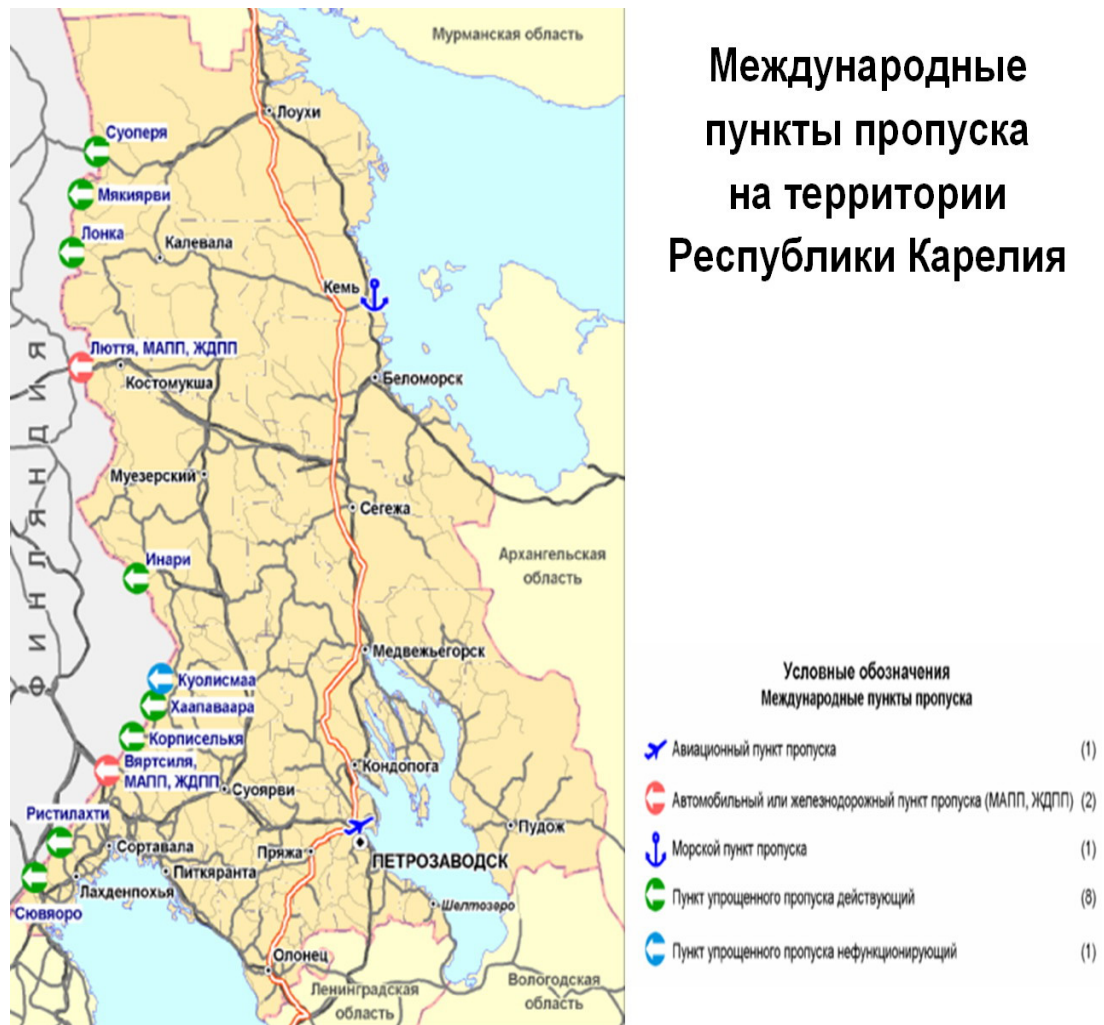 Международные
пункты пропуска
на территории
Республики Карелия
Мурманская область
Лоухи
Суоперя
Мякиярви
Лонка
Калевала
Кемь
Люття, МАПП, ЖДПП
Костомукша
Беломорск
ФИНЛЯНДИЯ
Муезерский
Сегежа
Архангельская
область
Инари
Медвежьегорск
Куолисмаа
Хаапаваара
Корписелькя
Вяртсиля,
МАПП, ЖДПП
Кондопога
Суоярви
Ристилахти
Пудож
Сортавала
Пряжа
ПЕТРОЗАВОДСК
Питкяранта
Лахденпохья
Шелтозеро
Сювяоро
Олонец
Ленинградская
область
Вологодская
область
Условные обозначения
Международные пункты пропуска
Авиационный пункт пропуска (1)
Автомобильный или железнодорожный пункт пропуска (МАПП, ЖДПП) (2)
Морской пункт пропуска (1)
Пункт упрощенного пропуска действующий (8)
Пункт упрощенного пропуска нефункционирующий (1)